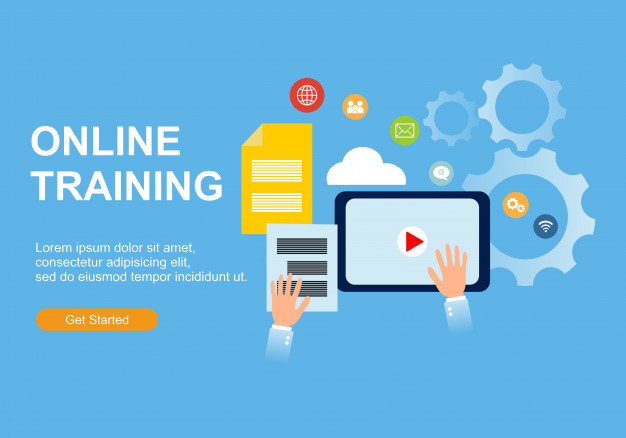 ONLINE
TRAINING
Lorem ipsum dolor sit amet,
consectetur adipisicing elit,
sed do eiusmod tempor incididunt ut.
Get Started